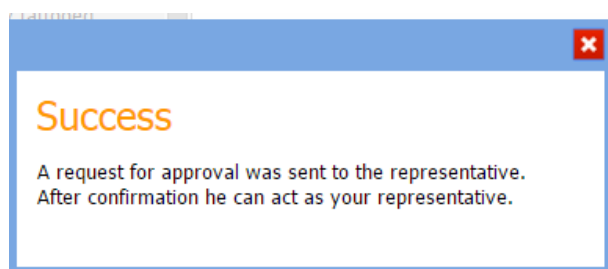 Success
A request for approval was sent to the representative.
After confirmation he can act as your representative.